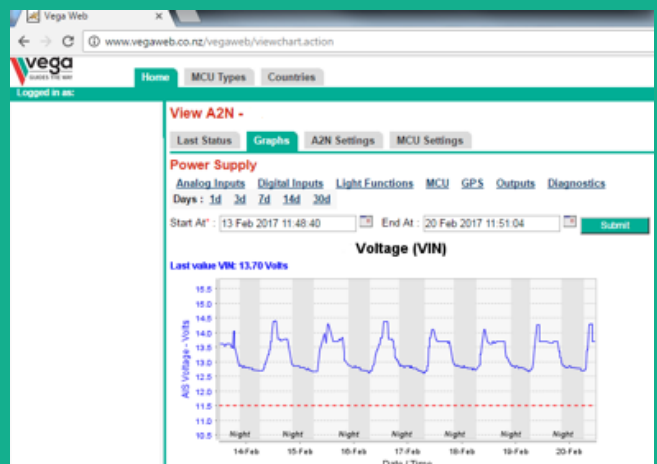 Vega Web
www.vegaweb.co.nz/vegaweb/viewchart.action
vega
GUIDES THE WAY
Home MCU Types Countries
Logged in as:
View A2N -
Last Status Graphs A2N Settings MCU Settings
Power Supply
Analog Inputs Digital Inputs Light Functions MCU GPS Outputs Diagnostics
Days : 1d 3d 7d 14d 30d
Start At* : 13 Feb 2017 11:48:40 End At : 20 Feb 2017 11:51:04 Submit
Voltage (VIN)
Last value VIN: 13.70 Volts
AIS Voltage - Volts
15.5
15.0
14.5
14.0
13.5
13.0
12.5
12.0
11.5
11.0
10.5
Night Night Night Night Night Night Night
14-Feb 15-Feb 16-Feb 17-Feb 18-Feb 19-Feb 20-Feb
Date / Time